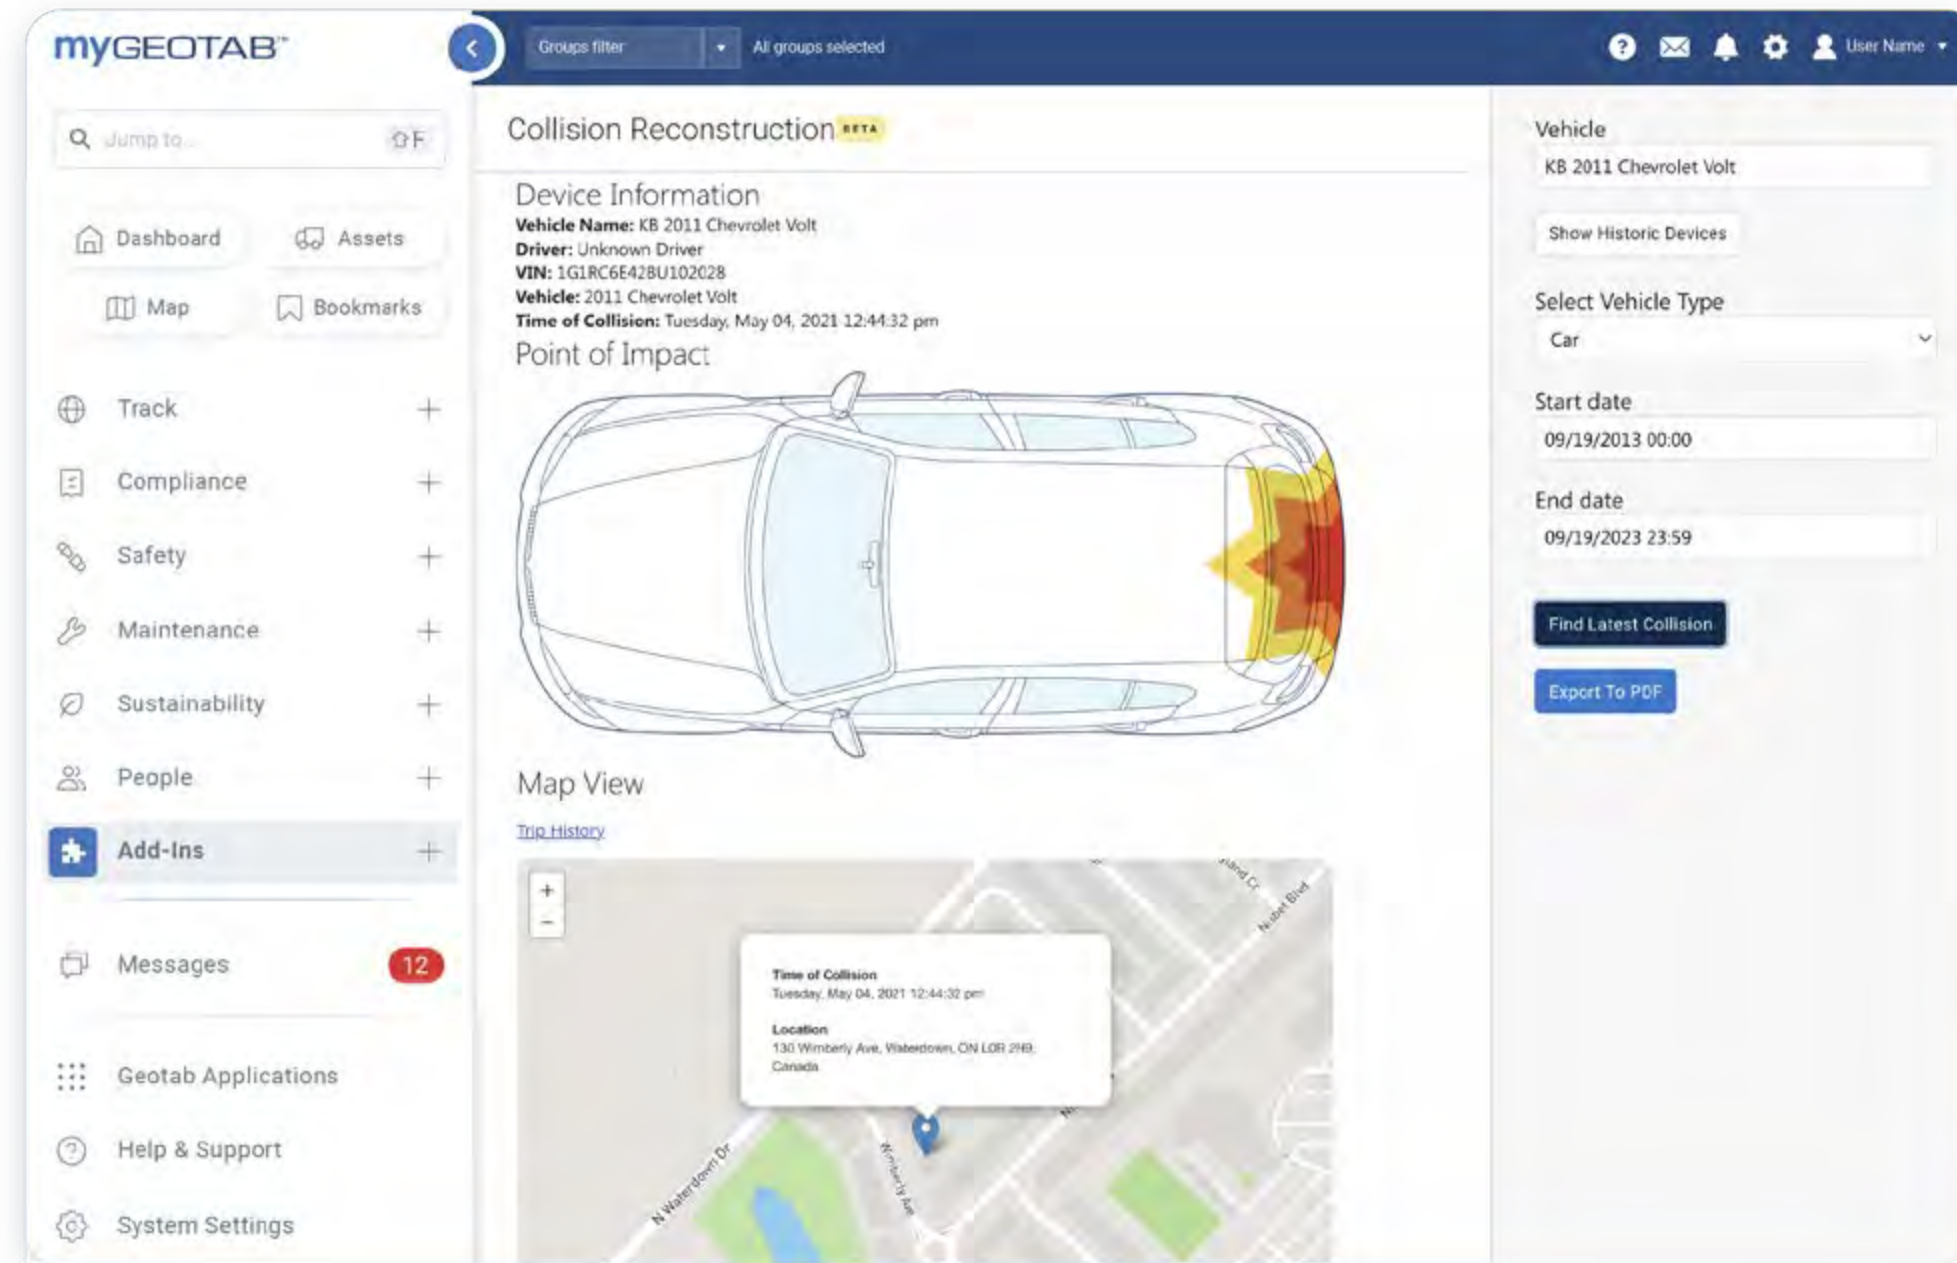 myGEOTAB™
Groups filter
All groups selected
User Name
Jump to...
F
Dashboard
Assets
Map
Bookmarks
Track
Compliance
Safety
Maintenance
Sustainability
People
Add-Ins
Messages
12
Geotab Applications
Help & Support
System Settings
Collision Reconstruction BETA
Device Information
Vehicle Name: KB 2011 Chevrolet Volt
Driver: Unknown Driver
VIN: 1G1RC6E42BU102028
Vehicle: 2011 Chevrolet Volt
Time of Collision: Tuesday, May 04, 2021 12:44:32 pm
Point of Impact
Map View
Trip History
+
−
Nisbet Blvd
Time of Collision
Tuesday, May 04, 2021 12:44:32 pm
Location
130 Wimberly Ave, Waterdown, ON L0R 2H9,
Canada
N Waterdown Dr
Wimberly Ave
Vehicle
KB 2011 Chevrolet Volt
Show Historic Devices
Select Vehicle Type
Car
Start date
09/19/2013 00:00
End date
09/19/2023 23:59
Find Latest Collision
Export To PDF